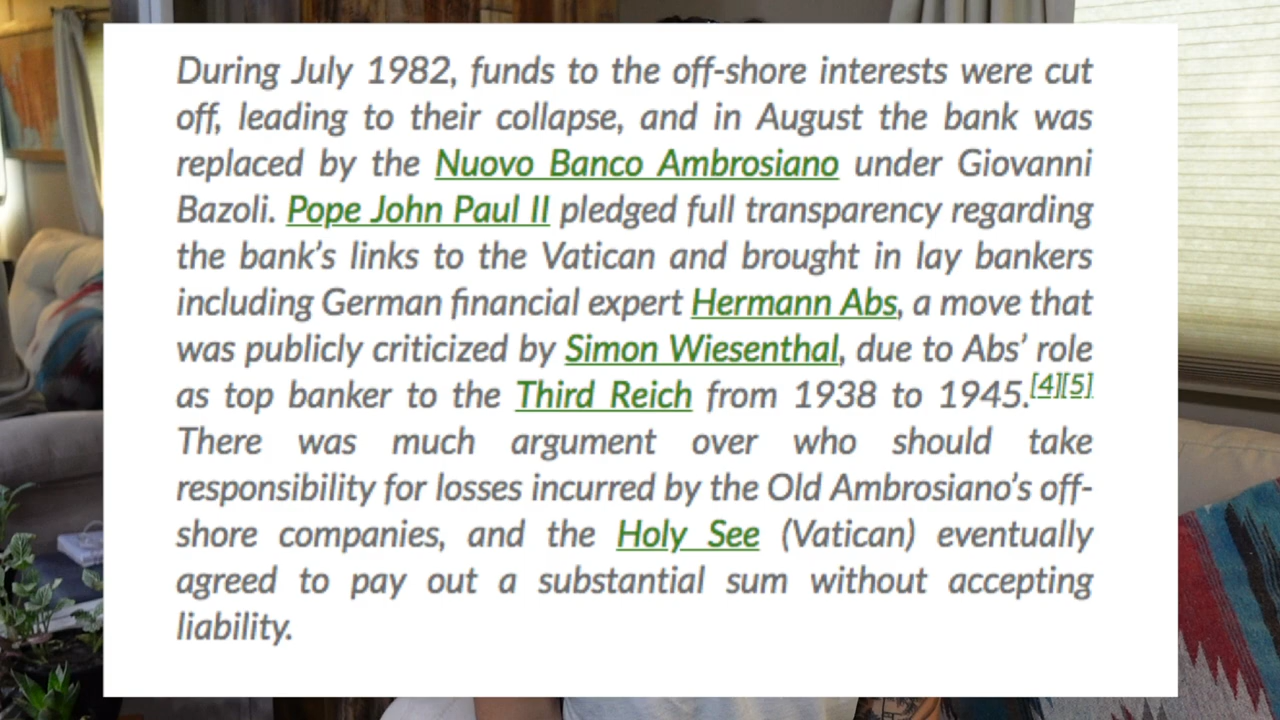 During July 1982, funds to the off-shore interests were cut
off, leading to their collapse, and in August the bank was
replaced by the Nuovo Banco Ambrosiano under Giovanni
Bazoli. Pope John Paul II pledged full transparency regarding
the bank's links to the Vatican and brought in lay bankers
including German financial expert Hermann Abs, a move that
was publicly criticized by Simon Wiesenthal, due to Abs' role
as top banker to the Third Reich from 1938 to 1945.[4][5]
There was much argument over who should take
responsibility for losses incurred by the Old Ambrosiano's off-
shore companies, and the Holy See (Vatican) eventually
agreed to pay out a substantial sum without accepting
liability.